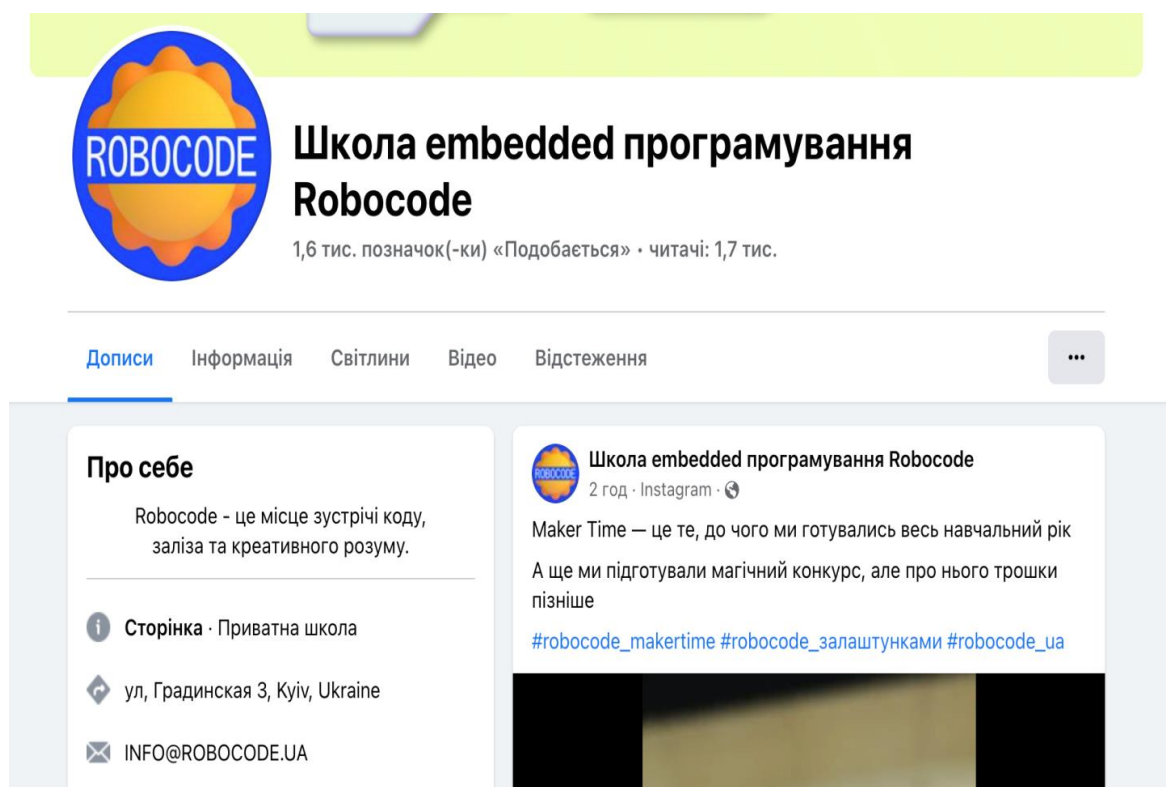 ROBOCODE
Школа embedded програмування
Robocode
1,6 тис. позначок(-ки) «Подобається» · читачі: 1,7 тис.
Дописи Інформація Світлини Відео Відстеження
Про себе
Robocode - це місце зустрічі коду,
заліза та креативного розуму.
Сторінка · Приватна школа
ул, Градинская 3, Kyiv, Ukraine
INFO@ROBOCODE.UA
ROBOCODE
Школа embedded програмування Robocode
2 год · Instagram ·
Maker Time — це те, до чого ми готувались весь навчальний рік
А ще ми підготували магічний конкурс, але про нього трошки
пізніше
#robocode_makertime #robocode_залаштунками #robocode_ua